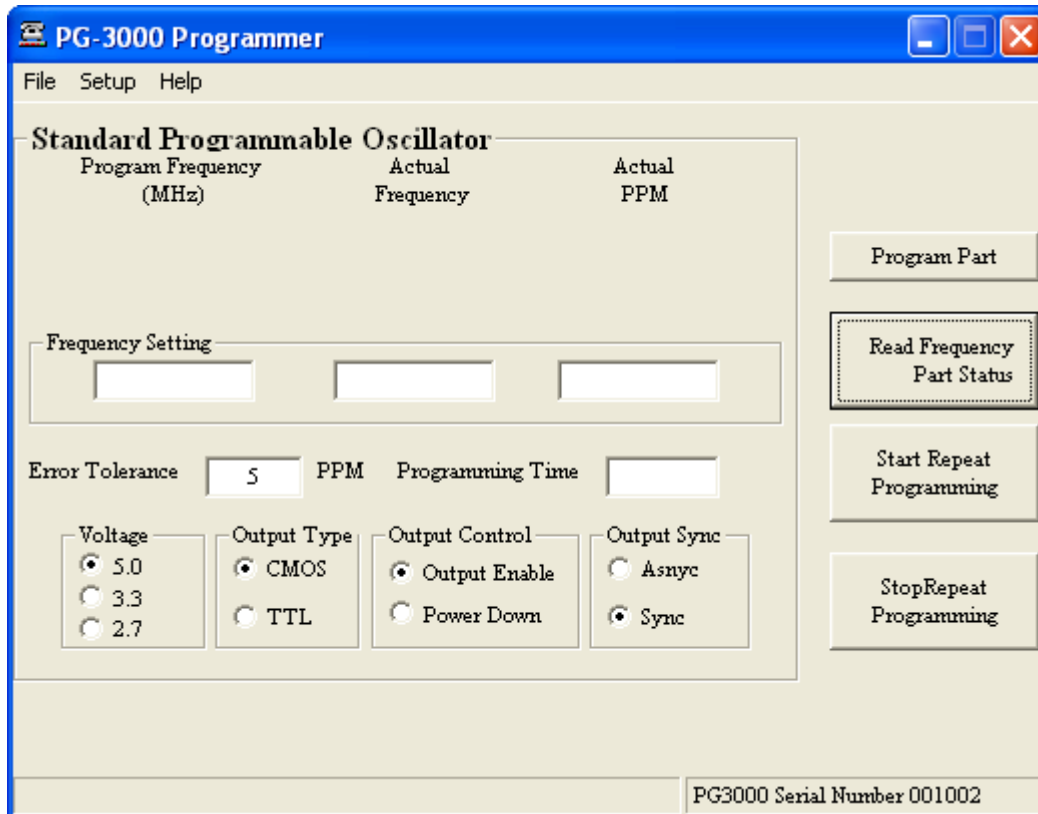 PG-3000 Programmer
File Setup Help
Standard Programmable Oscillator
Program Frequency
(MHz)
Actual
Frequency
Actual
PPM
Program Part
Frequency Setting
Read Frequency
Part Status
Error Tolerance 5 PPM Programming Time
Start Repeat
Programming
Voltage
5.0
3.3
2.7
Output Type
CMOS
TTL
Output Control
Output Enable
Power Down
Output Sync
Asnyc
Sync
StopRepeat
Programming
PG3000 Serial Number 001002